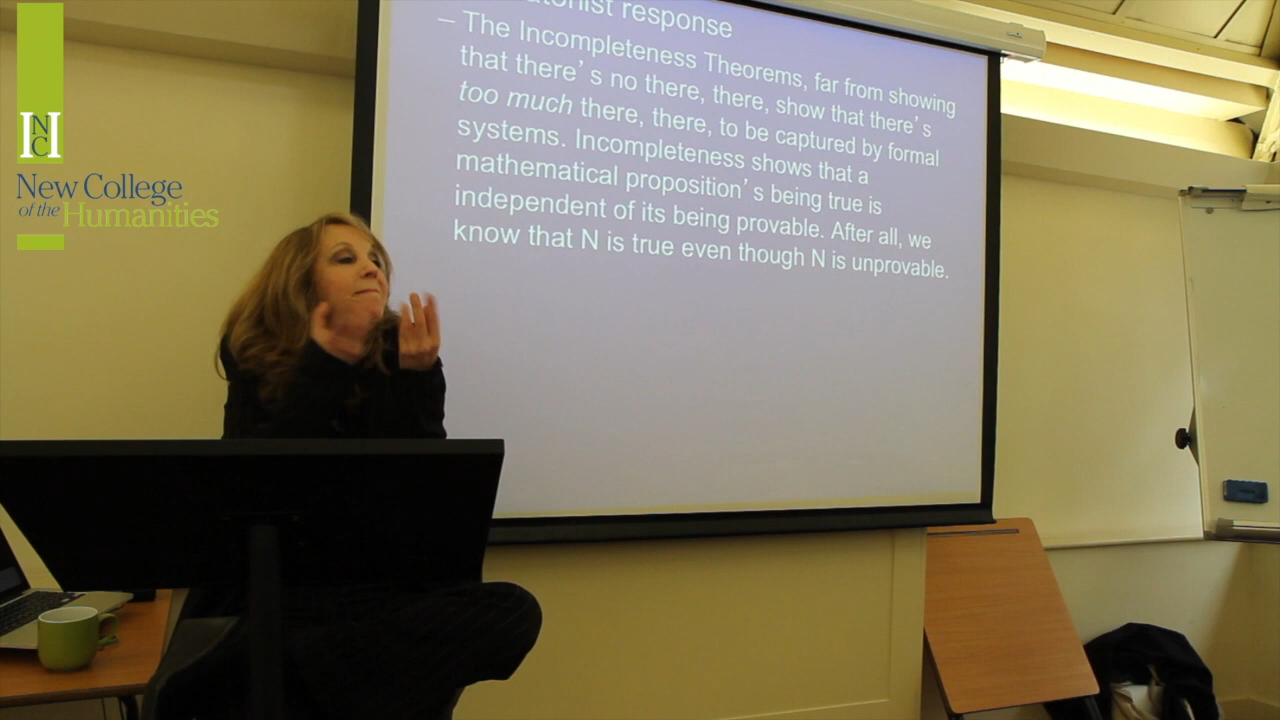 NCH
New College
of the Humanities
response
– The Incompleteness Theorems, far from showing
that there's no there, there, show that there's
too much there, there, to be captured by formal
systems. Incompleteness shows that a
mathematical proposition's being true is
independent of its being provable. After all, we
know that N is true even though N is unprovable.